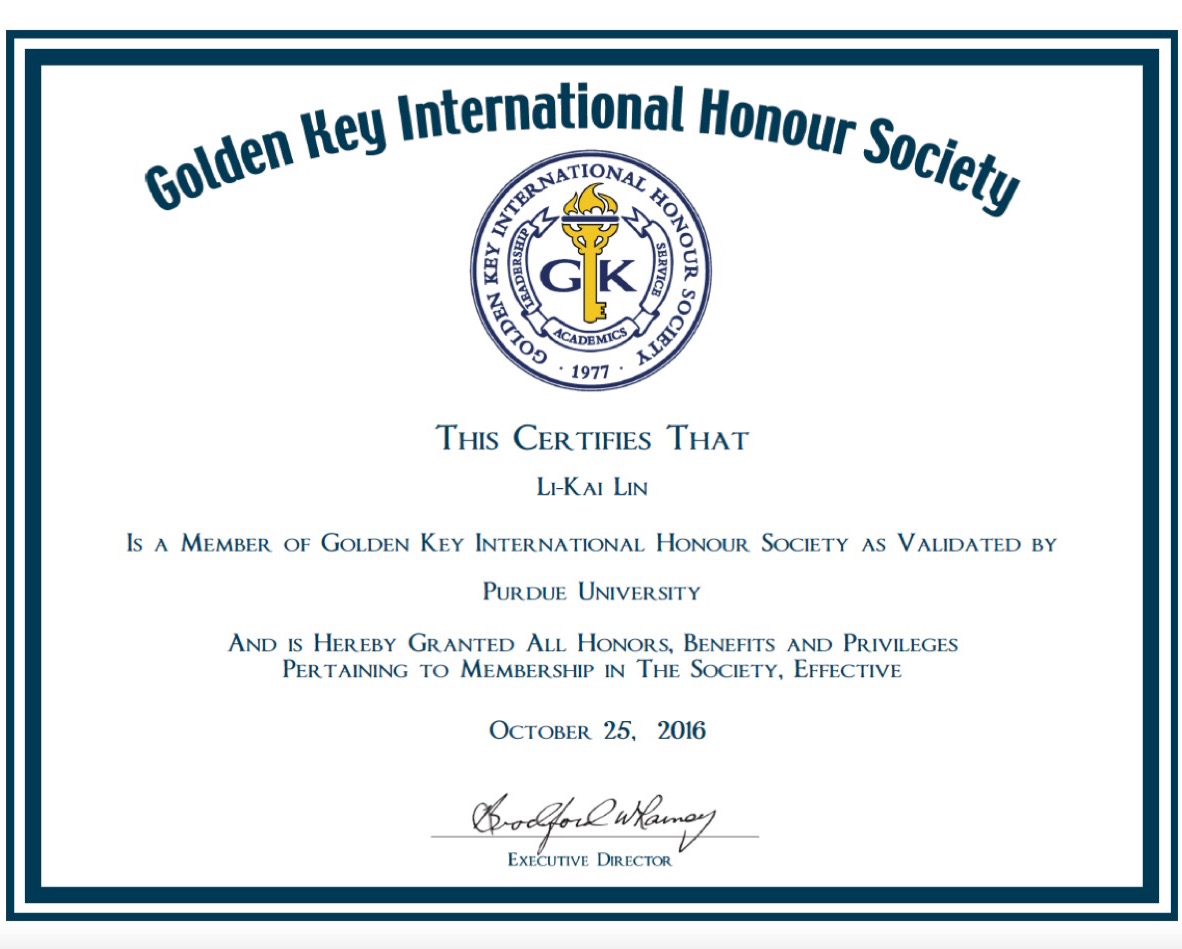 Golden Key International Honour Society
GOLDEN KEY INTERNATIONAL HONOUR SOCIETY
LEADERSHIP
SERVICE
GK
ACADEMICS
· 1977 ·
THIS CERTIFIES THAT
LI-KAI LIN
IS A MEMBER OF GOLDEN KEY INTERNATIONAL HONOUR SOCIETY AS VALIDATED BY
PURDUE UNIVERSITY
AND IS HEREBY GRANTED ALL HONORS, BENEFITS AND PRIVILEGES
PERTAINING TO MEMBERSHIP IN THE SOCIETY, EFFECTIVE
OCTOBER 25, 2016
EXECUTIVE DIRECTOR